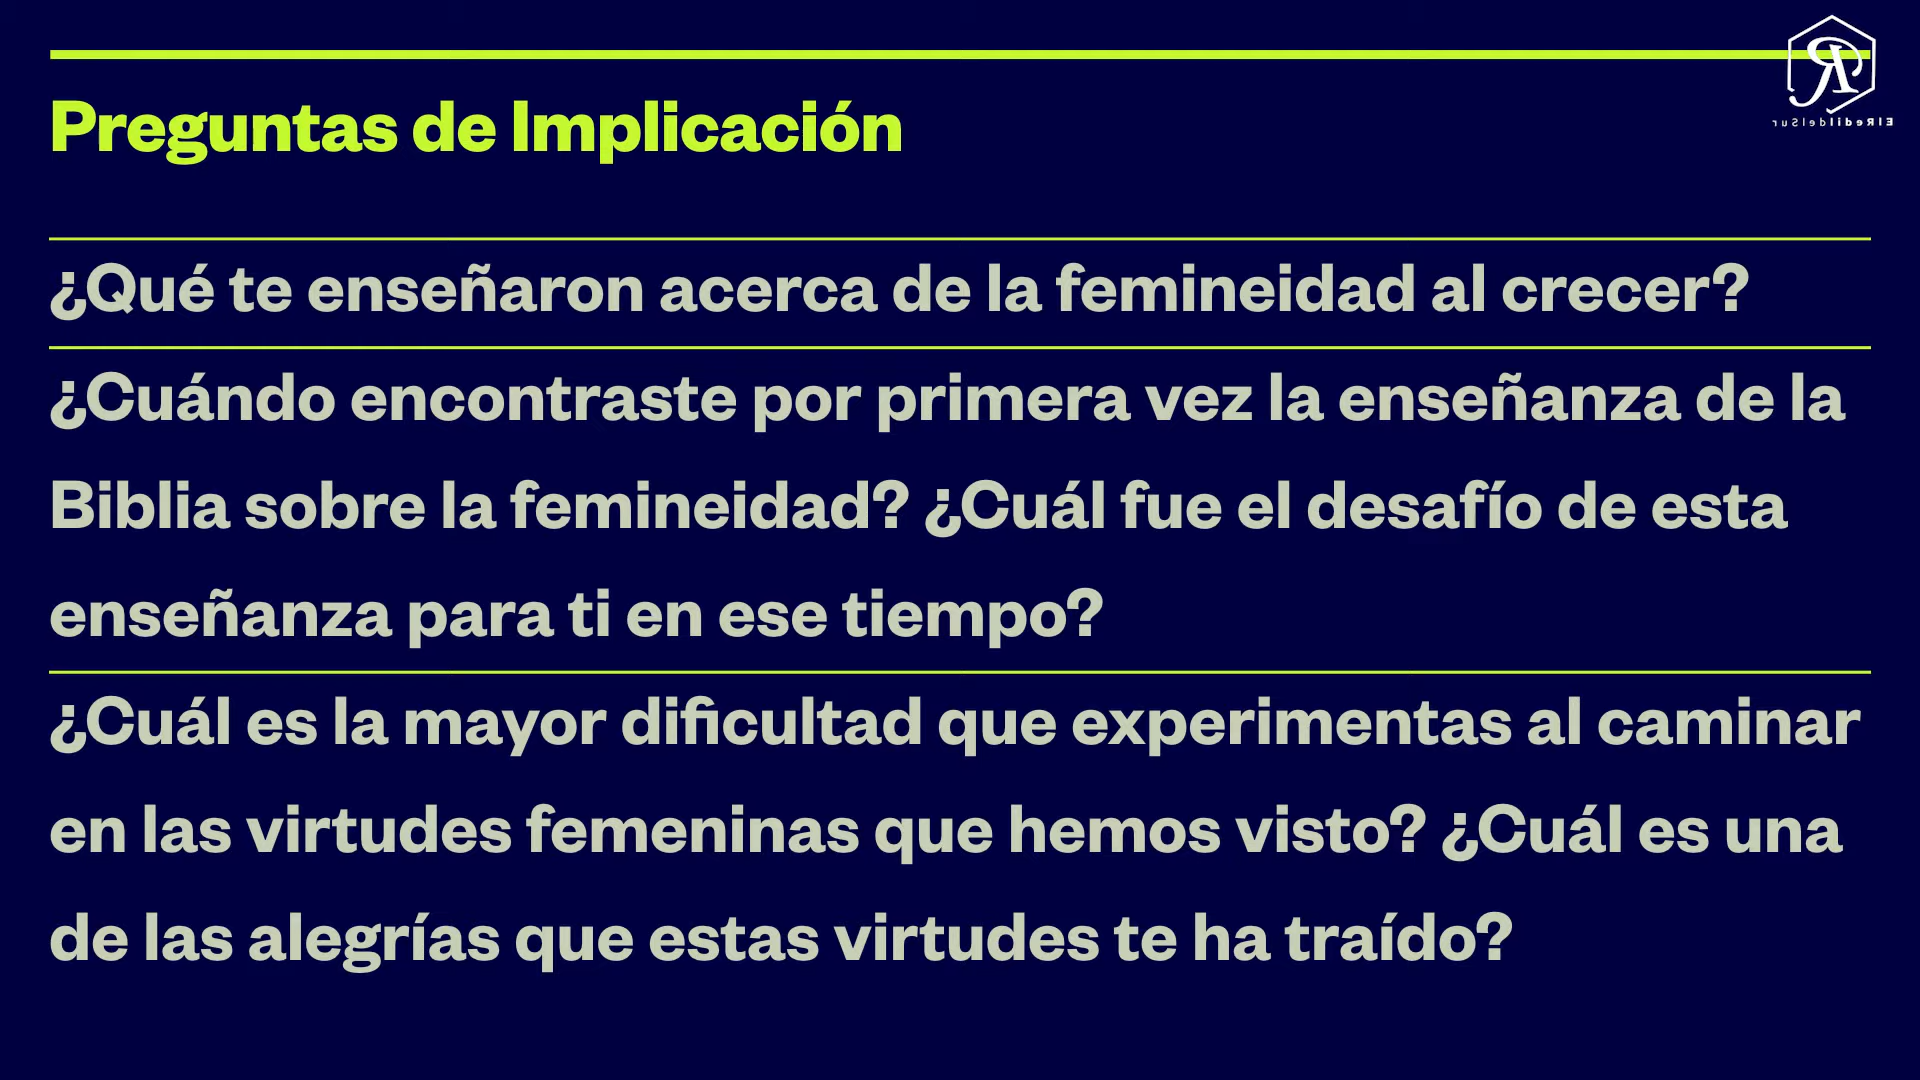 Preguntas de Implicación
ElRedildelSur
¿Qué te enseñaron acerca de la femineidad al crecer?
¿Cuándo encontraste por primera vez la enseñanza de la
Biblia sobre la femineidad? ¿Cuál fue el desafío de esta
enseñanza para ti en ese tiempo?
¿Cuál es la mayor dificultad que experimentas al caminar
en las virtudes femeninas que hemos visto? ¿Cuál es una
de las alegrías que estas virtudes te ha traído?